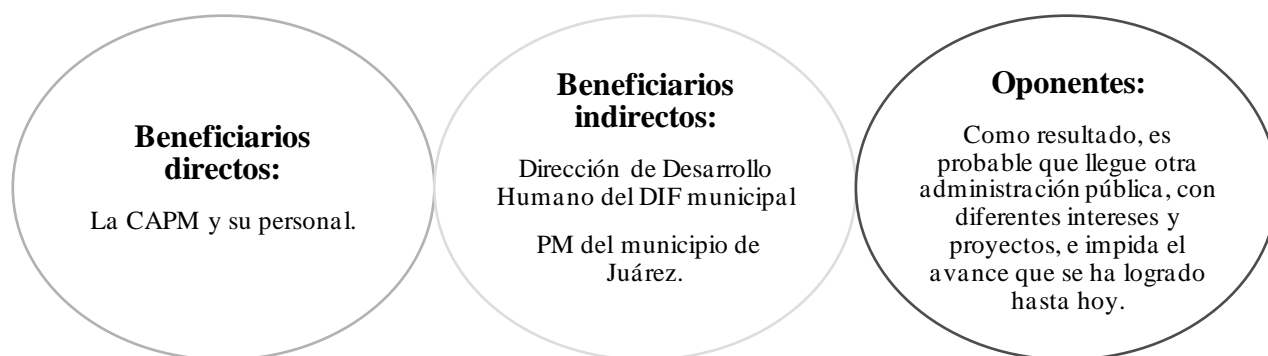 Beneficiarios
directos:
La CAPM y su personal.
Beneficiarios
indirectos:
Dirección de Desarrollo
Humano del DIF municipal
PM del municipio de
Juárez.
Oponentes:
Como resultado, es
probable que llegue otra
administración pública, con
diferentes intereses y
proyectos, e impida el
avance que se ha logrado
hasta hoy.